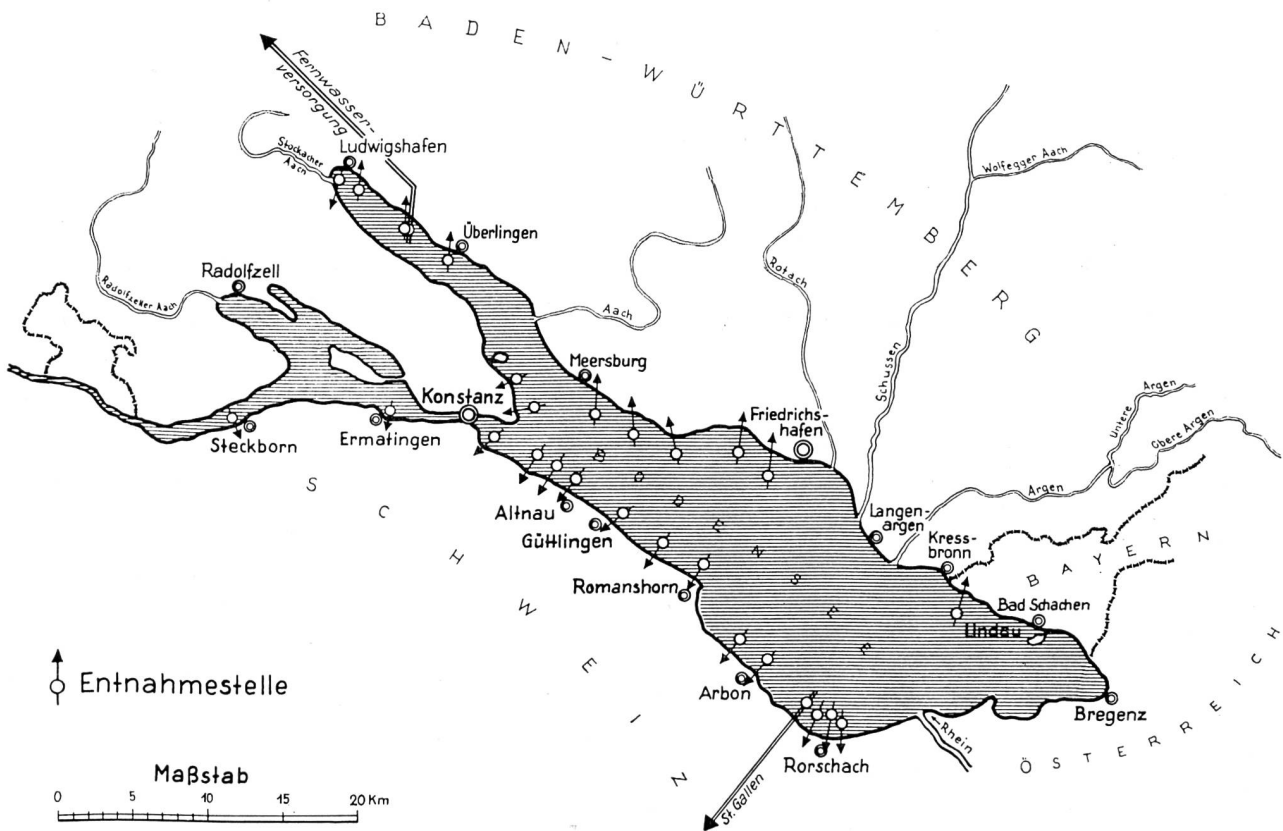 BADEN-WÜRTTEMBERG
Fernwasser-
versorgung
Stockacher
Aach
Ludwigshafen
Überlingen
Radolfzell
Radolfzeller Aach
Aach
Rotach
Wolfegger Aach
Schussen
Meersburg
Konstanz
Friedrichs-
hafen
Steckborn
Ermatingen
Untere
Argen
Obere Argen
Argen
BODENSEE
Altnau
Güttlingen
Langen-
argen
Kress-
bronn
BAYERN
Romanshorn
Bad Schachen
Lindau
SCHWEIZ
Entnahmestelle
Arbon
Bregenz
Rhein
ÖSTERREICH
Rorschach
St. Gallen
Maßstab
0 5 10 15 20 Km